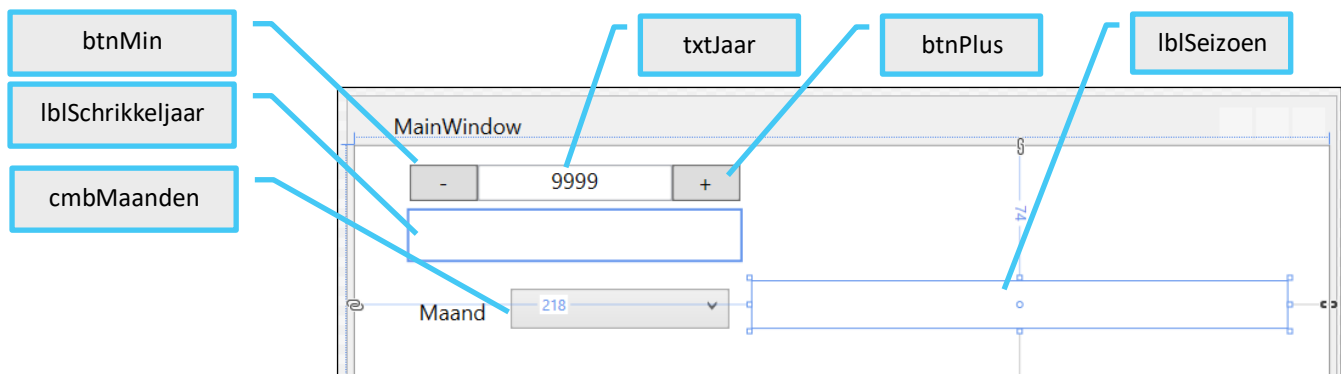 btnMin
txtJaar
btnPlus
lblSeizoen
lblSchrikkeljaar
cmbMaanden
MainWindow
- 9999 +
74
Maand 218